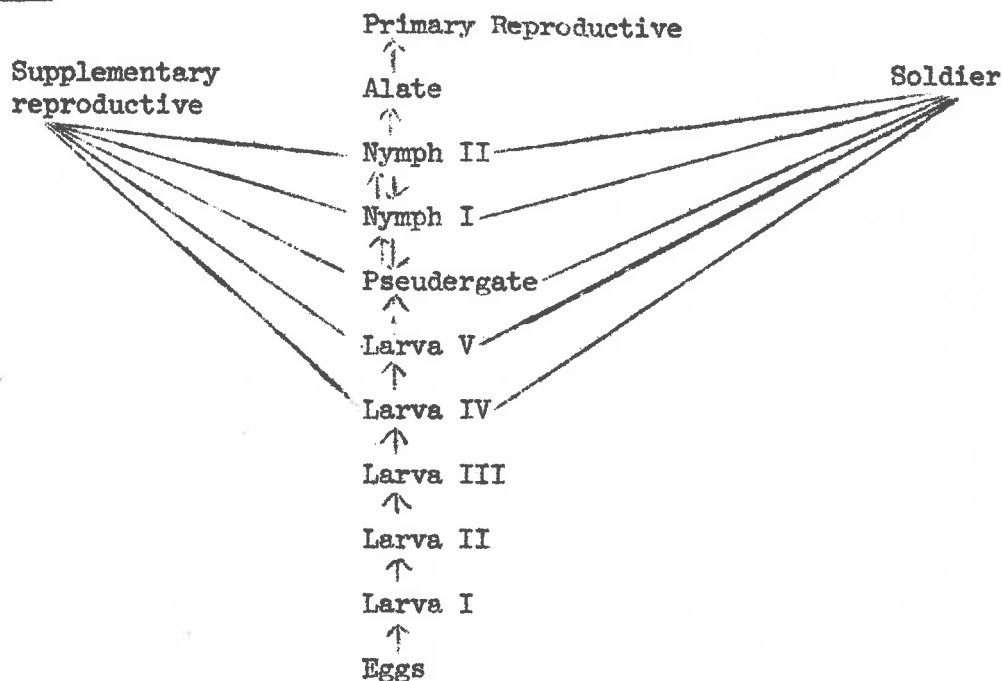 Primary Reproductive
Supplementary
reproductive
Soldier
Alate
Nymph II
Nymph I
Pseudergate
Larva V
Larva IV
Larva III
Larva II
Larva I
Eggs